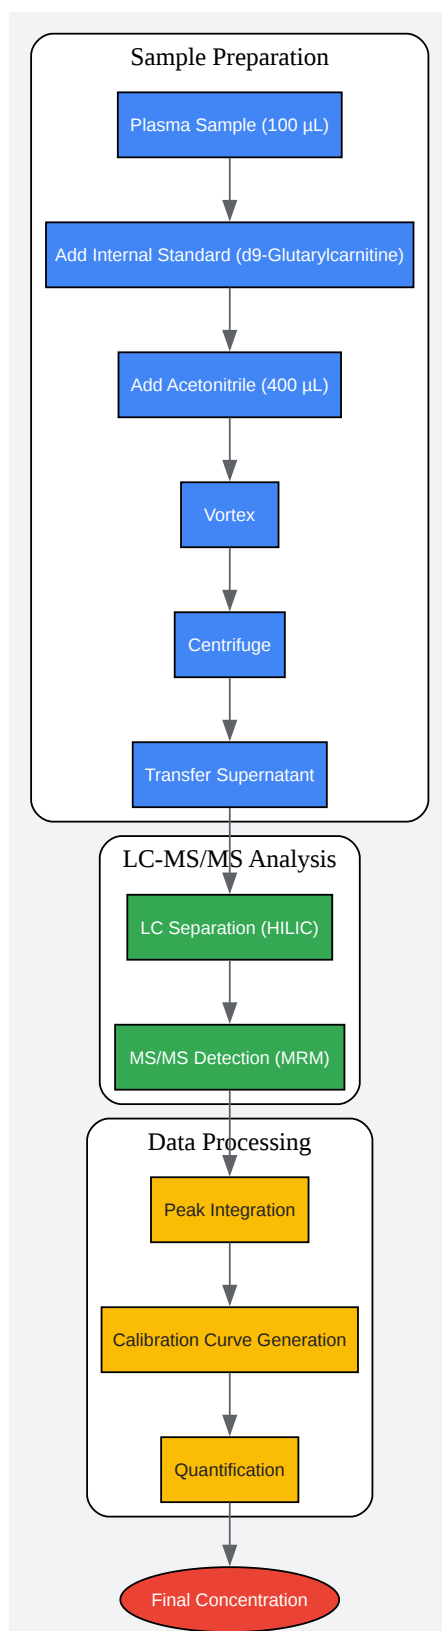 Sample Preparation
Plasma Sample (100 µL)
Add Internal Standard (d9-Glutarylcarnitine)
Add Acetonitrile (400 µL)
Vortex
Centrifuge
Transfer Supernatant
LC-MS/MS Analysis
LC Separation (HILIC)
MS/MS Detection (MRM)
Data Processing
Peak Integration
Calibration Curve Generation
Quantification
Final Concentration